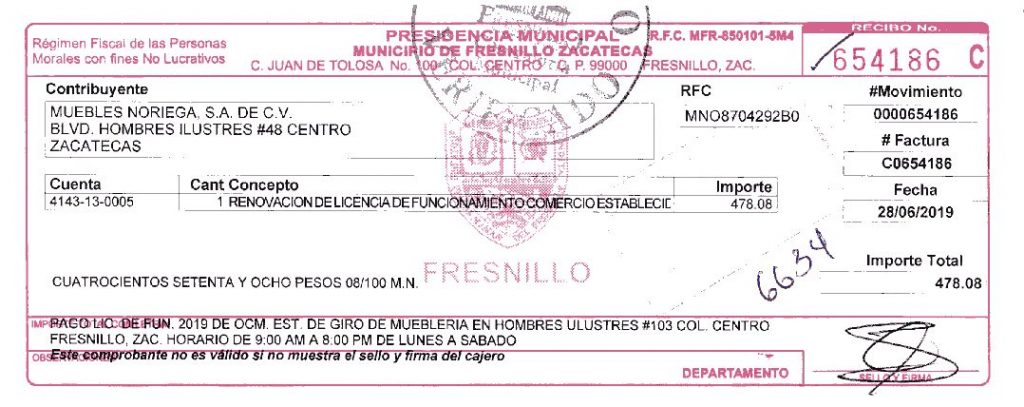 Régimen Fiscal de las Personas
Morales con fines No Lucrativos
PRESIDENCIA MUNICIPAL
R.F.C. MFR-850101-5M4
MUNICIPIO DE FRESNILLO ZACATECAS
C. JUAN DE TOLOSA No. 100 COL. CENTRO C. P. 99000 FRESNILLO, ZAC.
RECIBO No.
654186 C
Contribuyente
MUEBLES NORIEGA, S.A. DE C.V.
BLVD. HOMBRES ILUSTRES #48 CENTRO
ZACATECAS
RFC
MNO8704292B0
#Movimiento
0000654186
# Factura
C0654186
Fecha
28/06/2019
Cuenta Cant Concepto Importe
4143-13-0005 1 RENOVACION DE LICENCIA DE FUNCIONAMIENTO COMERCIO ESTABLECIE 478.08
FRESNILLO
6634
Importe Total
478.08
CUATROCIENTOS SETENTA Y OCHO PESOS 08/100 M.N.
PAGO LIC. DE FUN. 2019 DE OCM. EST. DE GIRO DE MUEBLERIA EN HOMBRES ULUSTRES #103 COL. CENTRO
FRESNILLO, ZAC. HORARIO DE 9:00 AM A 8:00 PM DE LUNES A SABADO
Este comprobante no es válido si no muestra el sello y firma del cajero
DEPARTAMENTO
SELLO Y FIRMA